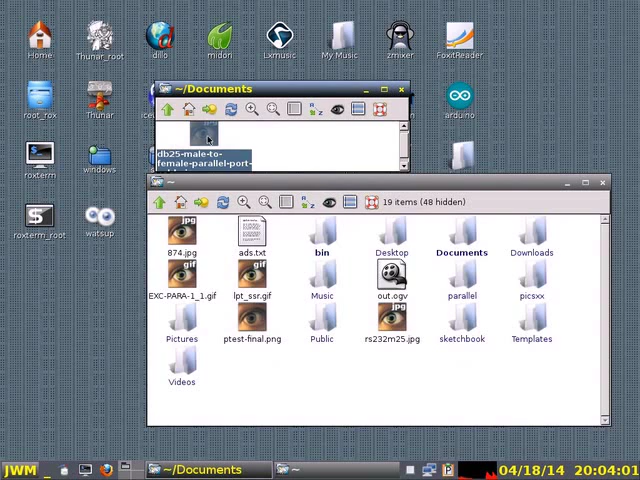 Home
Thunar_root
dillo
midori
Lxmusic
My Music
zmixer
FoxitReader
root_rox
Thunar
arduino
roxterm
windows
roxterm_root
watsup
~/Documents
db25-male-to-
female-parallel-port-
~
19 items (48 hidden)
874.jpg
ads.txt
bin
Desktop
Documents
Downloads
EXC-PARA-1_1.gif
lpt_ssr.gif
Music
out.ogv
parallel
picsxx
Pictures
ptest-final.png
Public
rs232m25.jpg
sketchbook
Templates
Videos
JWM
~/Documents
~
04/18/14
20:04:01